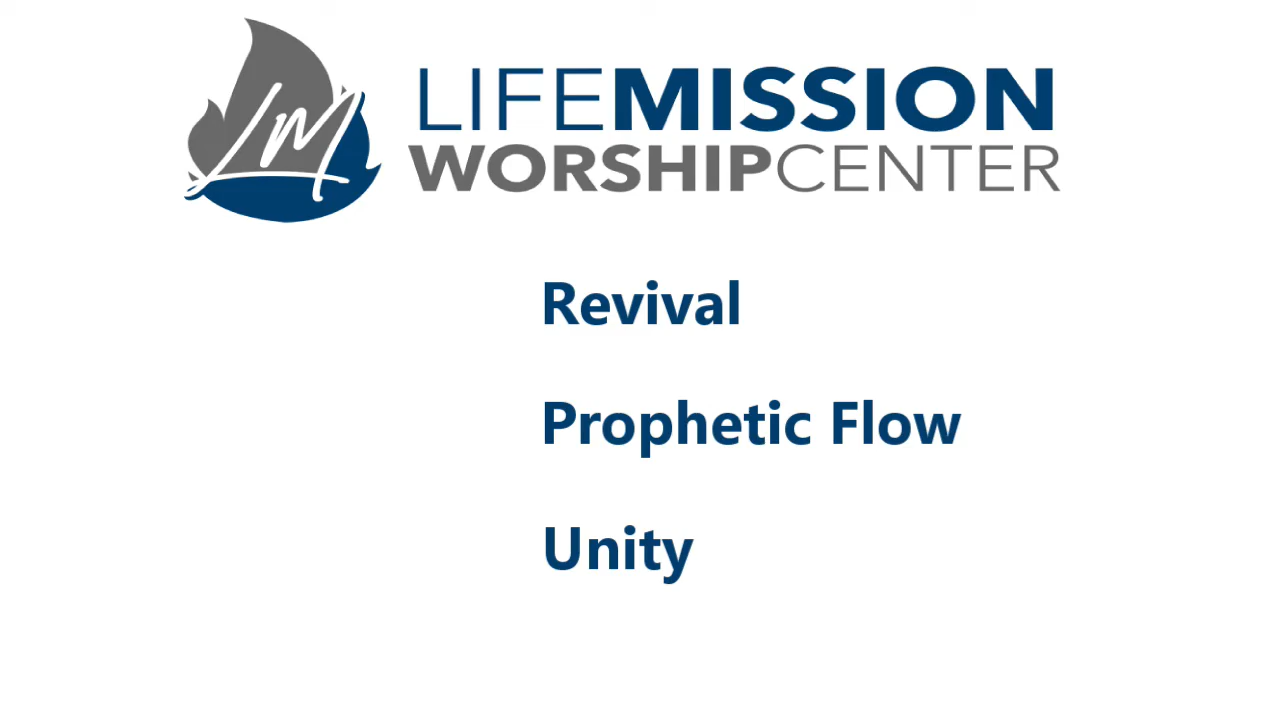 LM
LIFEMISSION
WORSHIPCENTER
Revival
Prophetic Flow
Unity